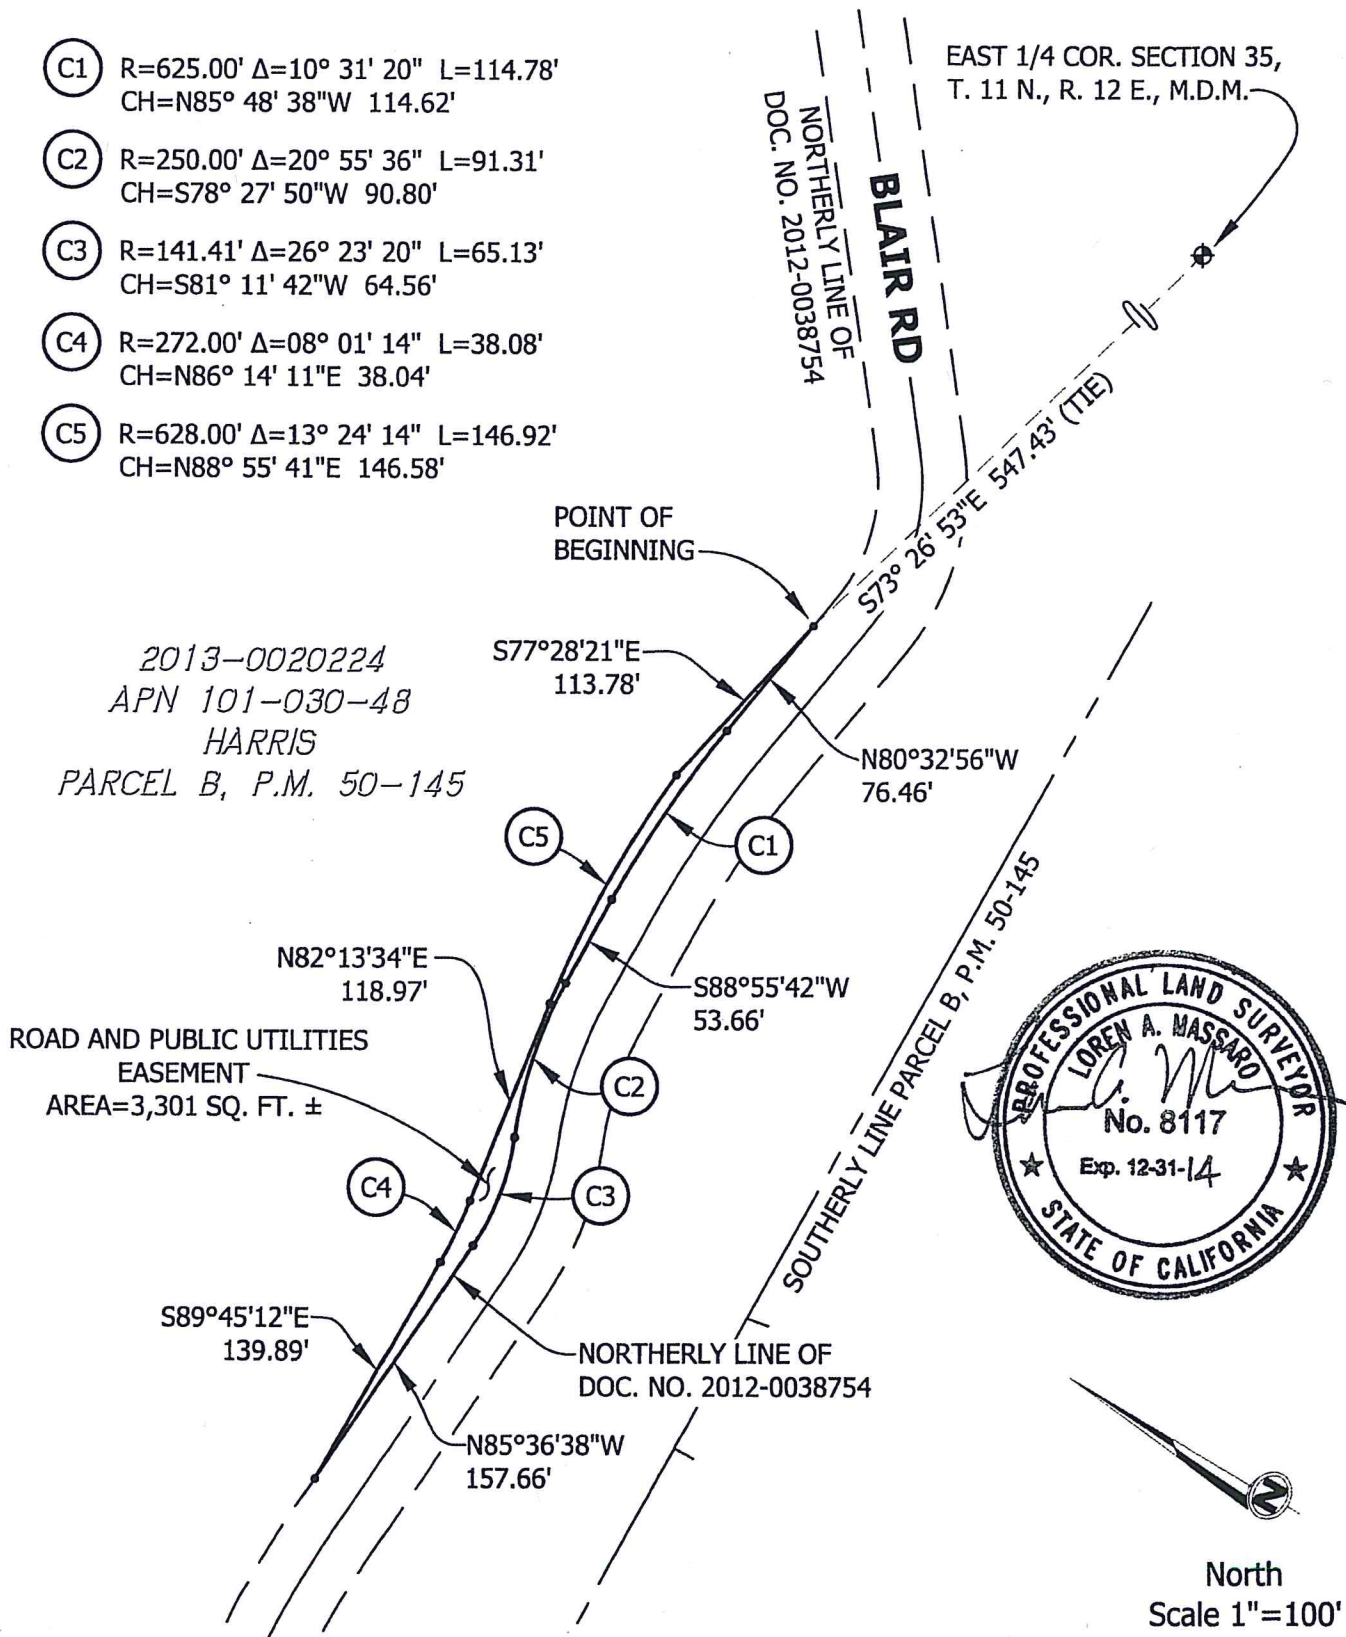 C1 R=625.00' Δ=10° 31' 20" L=114.78'
CH=N85° 48' 38"W 114.62'
C2 R=250.00' Δ=20° 55' 36" L=91.31'
CH=S78° 27' 50"W 90.80'
C3 R=141.41' Δ=26° 23' 20" L=65.13'
CH=S81° 11' 42"W 64.56'
C4 R=272.00' Δ=08° 01' 14" L=38.08'
CH=N86° 14' 11"E 38.04'
C5 R=628.00' Δ=13° 24' 14" L=146.92'
CH=N88° 55' 41"E 146.58'
NORTHERLY LINE OF
DOC. NO. 2012-0038754
BLAIR RD
EAST 1/4 COR. SECTION 35,
T. 11 N., R. 12 E., M.D.M.
S73° 26' 53"E 547.43' (TIE)
POINT OF
BEGINNING
S77°28'21"E
113.78'
2013-0020224
APN 101-030-48
HARRIS
PARCEL B, P.M. 50-145
N80°32'56"W
76.46'
C5
C1
N82°13'34"E
118.97'
S88°55'42"W
53.66'
ROAD AND PUBLIC UTILITIES
EASEMENT
AREA=3,301 SQ. FT. ±
C2
C4
C3
SOUTHERLY LINE PARCEL B, P.M. 50-145
PROFESSIONAL LAND SURVEYOR
LOREN A. MASSARO
No. 8117
Exp. 12-31-14
STATE OF CALIFORNIA
S89°45'12"E
139.89'
NORTHERLY LINE OF
DOC. NO. 2012-0038754
N85°36'38"W
157.66'
N
North
Scale 1"=100'